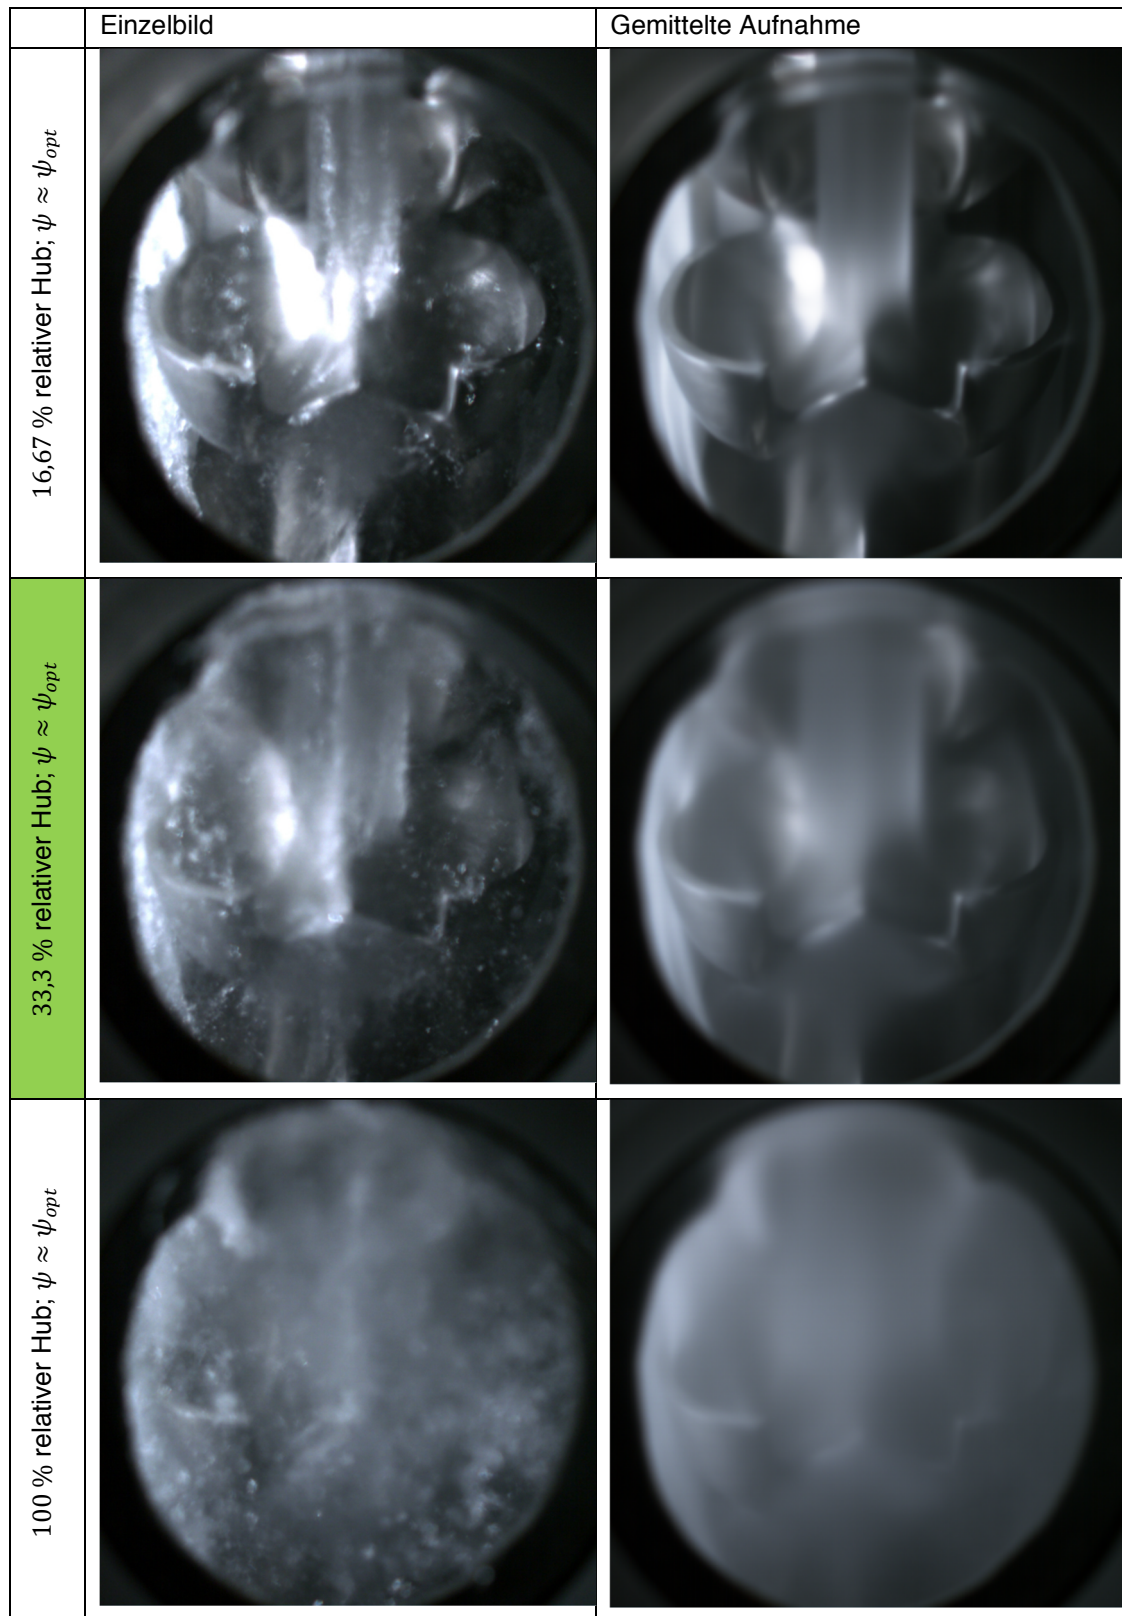 Einzelbild
Gemittelte Aufnahme
16,67 % relativer Hub; ψ ≈ ψopt
33,3 % relativer Hub; ψ ≈ ψopt
100 % relativer Hub; ψ ≈ ψopt